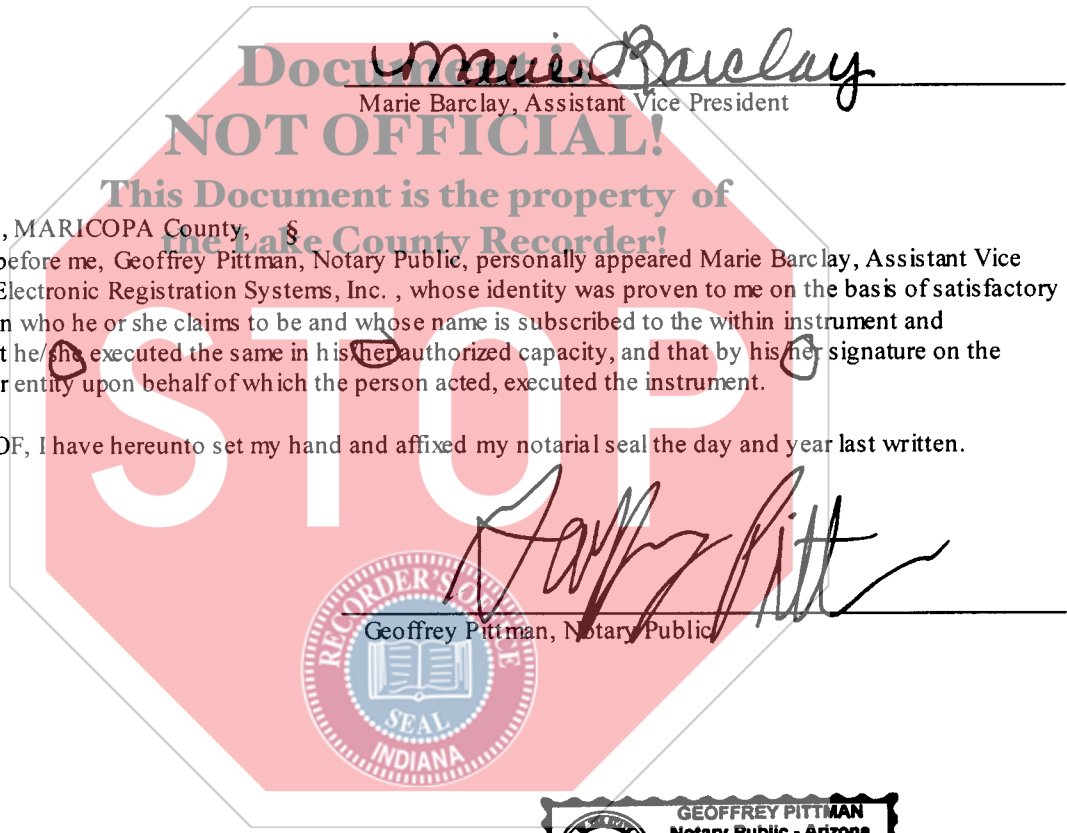 Marie Barclay
Document is
Marie Barclay, Assistant Vice President
NOT OFFICIAL!
This Document is the property of
, MARICOPA County, §
the Lake County Recorder!
before me, Geoffrey Pittman, Notary Public, personally appeared Marie Barclay, Assistant Vice
Electronic Registration Systems, Inc. , whose identity was proven to me on the basis of satisfactory
n who he or she claims to be and whose name is subscribed to the within instrument and
t he/she executed the same in his/her authorized capacity, and that by his/her signature on the
r entity upon behalf of which the person acted, executed the instrument.
OF, I have hereunto set my hand and affixed my notarial seal the day and year last written.
STOP
Geoffrey Pittman, Notary Public
RECORDER'S OFFICE
SEAL
INDIANA
GEOFFREY PITTMAN
Notary Public - Arizona